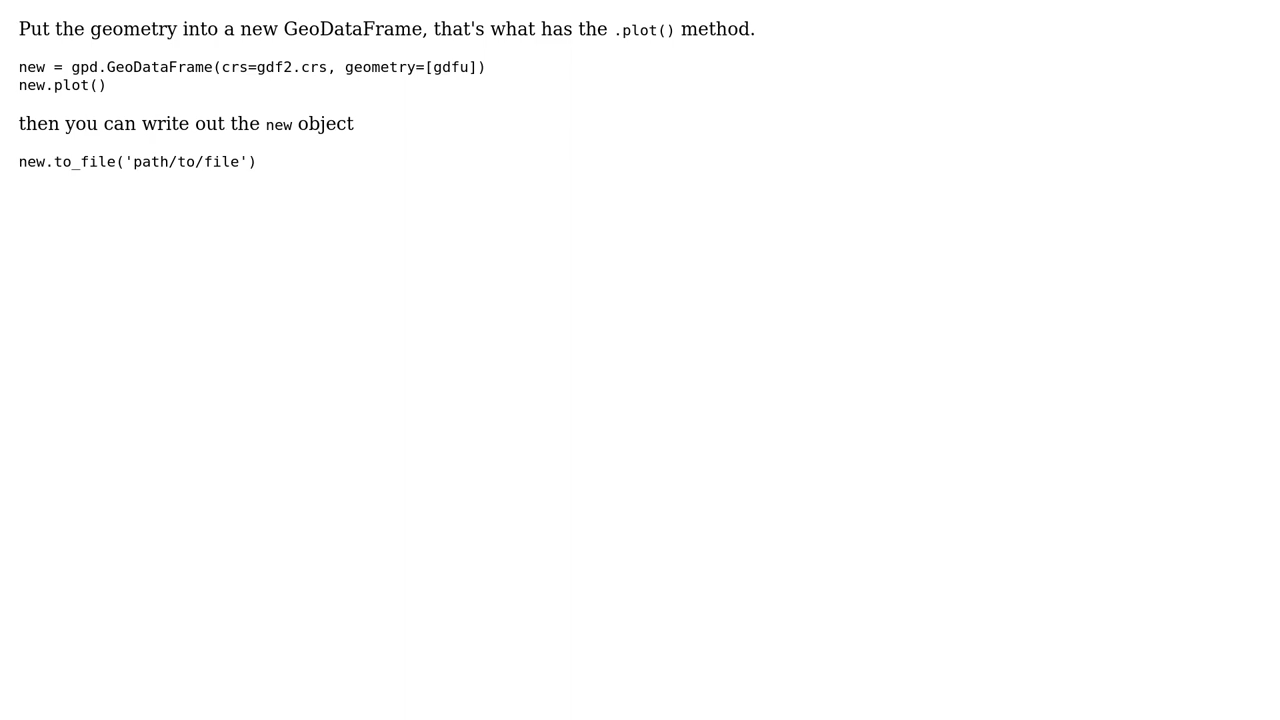 Put the geometry into a new GeoDataFrame, that's what has the .plot() method.
new = gpd.GeoDataFrame(crs=gdf2.crs, geometry=[gdfu])
new.plot()
then you can write out the new object
new.to_file('path/to/file')